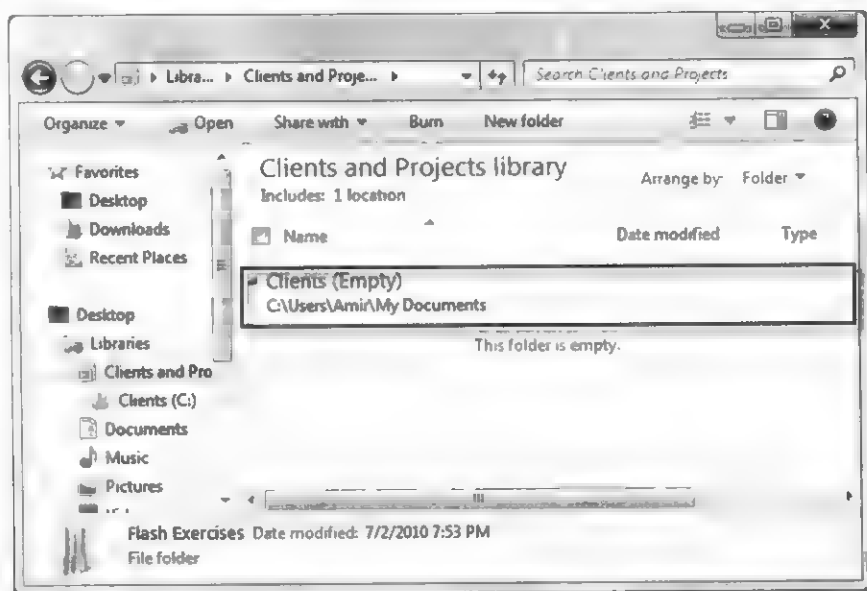 Libra... Clients and Proje... Search Clients and Projects
Organize Open Share with Burn New folder
Favorites
Desktop
Downloads
Recent Places
Desktop
Libraries
Clients and Pro
Clients (C:)
Documents
Music
Pictures
Clients and Projects library
Includes: 1 location
Arrange by: Folder
Name Date modified Type
Clients (Empty)
C:\Users\Amir\My Documents
This folder is empty.
Flash Exercises Date modified: 7/2/2010 7:53 PM
File folder